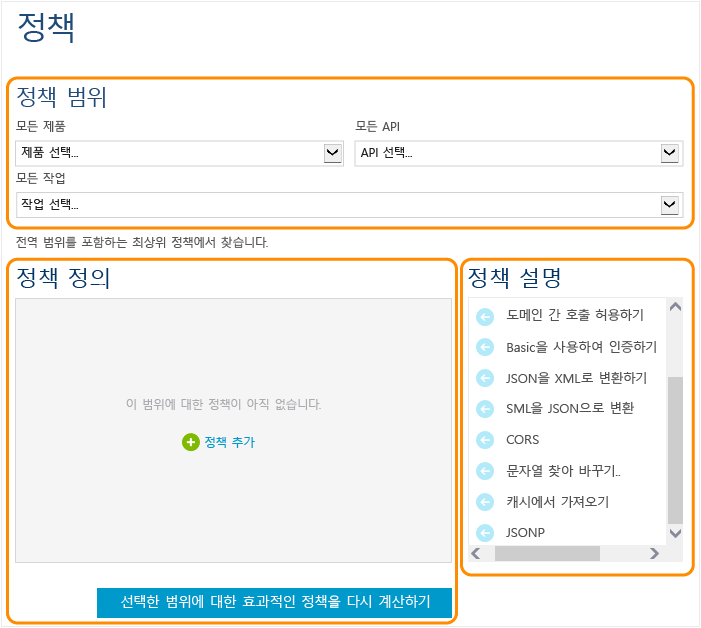 정책
정책 범위
모든 제품
모든 API
제품 선택...
API 선택...
모든 작업
작업 선택...
전역 범위를 포함하는 최상위 정책에서 찾습니다.
정책 정의
이 범위에 대한 정책이 아직 없습니다.
정책 추가
선택한 범위에 대한 효과적인 정책을 다시 계산하기
정책 설명
도메인 간 호출 허용하기
Basic을 사용하여 인증하기
JSON을 XML로 변환하기
SML을 JSON으로 변환
CORS
문자열 찾아 바꾸기..
캐시에서 가져오기
JSONP